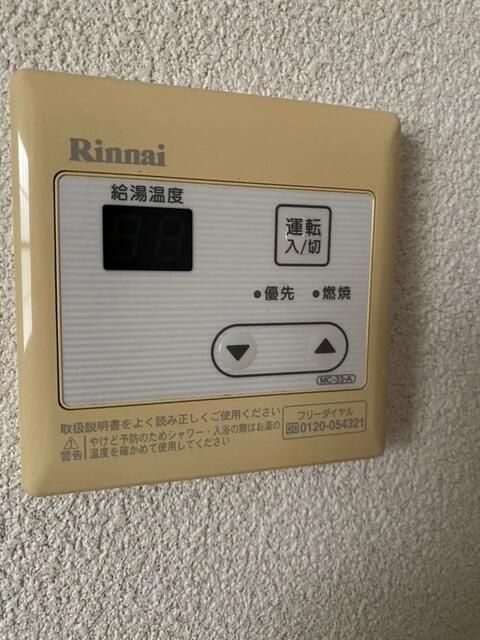 Rinnai
給湯温度
運転
入/切
●優先 ●燃焼
▼ ▲
MC-33-A
取扱説明書をよく読み正しくご使用ください
⚠警告 やけど予防のためシャワー・入浴の際はお湯の
温度を確かめて使用してください
フリーダイヤル
0120-054321